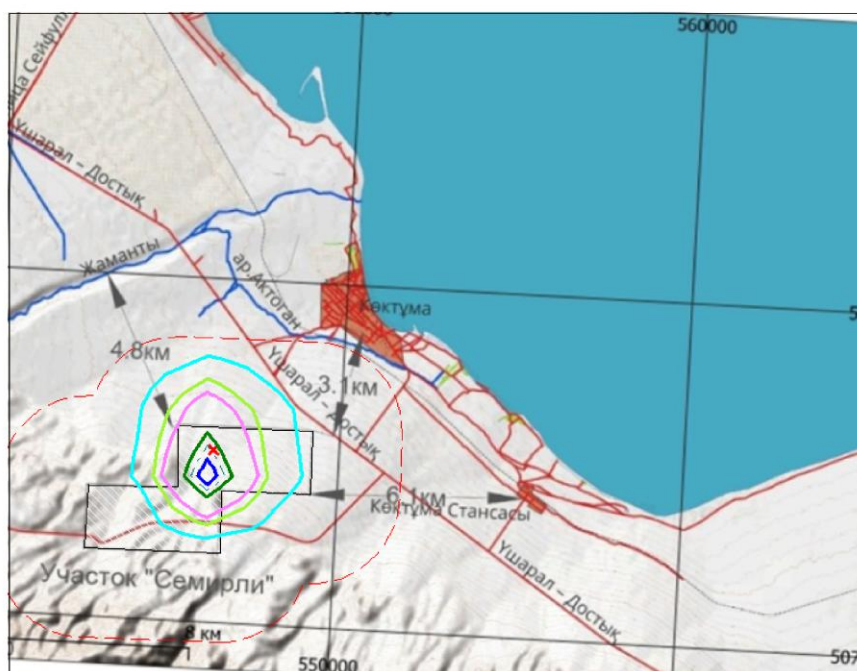 560000
Үшарал – Достық
Жаманты
ар.Ақтоган
Көктұма
4.8км
3.1км
Үшарал – Достық
6.1км
Көктұма Стансасы
Үшарал – Достық
Участок "Семирли"
8 км
550000